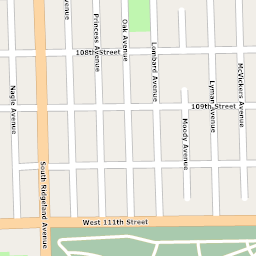 Princess Avenue
Oak Avenue
Lombard Avenue
108th Street
McVickers Avenue
Lyman Avenue
Nagle Avenue
109th Street
Moody Avenue
South Ridgeland Avenue
West 111th Street